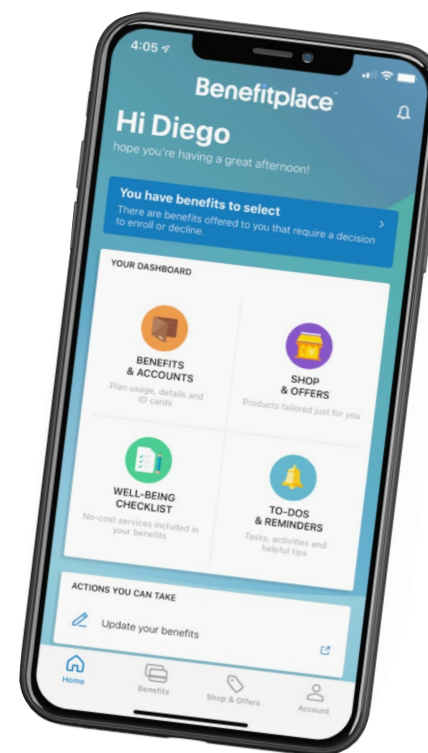 4:05
Benefitplace
Hi Diego
hope you're having a great afternoon!
You have benefits to select
There are benefits offered to you that require a decision
to enroll or decline.
YOUR DASHBOARD
BENEFITS
& ACCOUNTS
Plan usage, details and
ID cards
SHOP
& OFFERS
Products tailored just for you
WELL-BEING
CHECKLIST
No-cost services included in
your benefits
TO-DOS
& REMINDERS
Tasks, activities and
helpful tips
ACTIONS YOU CAN TAKE
Update your benefits
Home
Benefits
Shop & Offers
Account